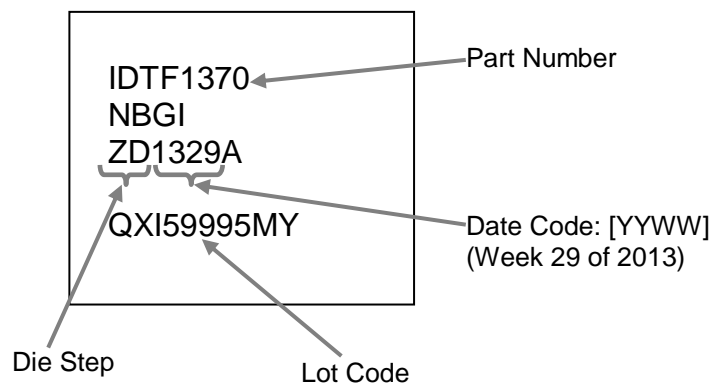 IDTF1370
NBGI
ZD1329A
QXI59995MY
Part Number
Date Code: [YYWW]
(Week 29 of 2013)
Die Step
Lot Code